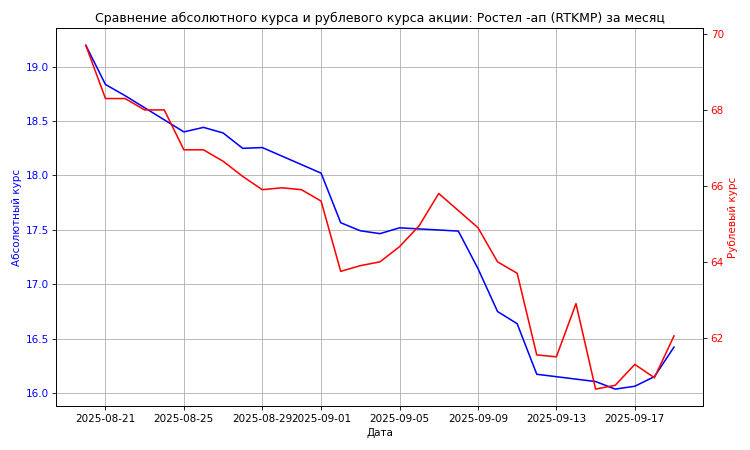 Сравнение абсолютного курса и рублевого курса акции: Ростел -ап (RTKMP) за месяц
Абсолютный курс
19.0
18.5
18.0
17.5
17.0
16.5
16.0
70
68
66
64
62
Рублевый курс
2025-08-21 2025-08-25 2025-08-29 2025-09-01 2025-09-05 2025-09-09 2025-09-13 2025-09-17
Дата